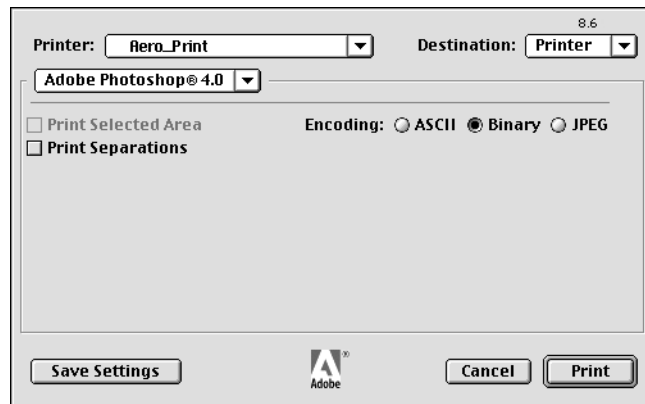 8.6
Printer: Aero_Print Destination: Printer
Adobe Photoshop® 4.0
Print Selected Area Encoding: ASCII Binary JPEG
Print Separations
Save Settings Adobe ® Cancel Print